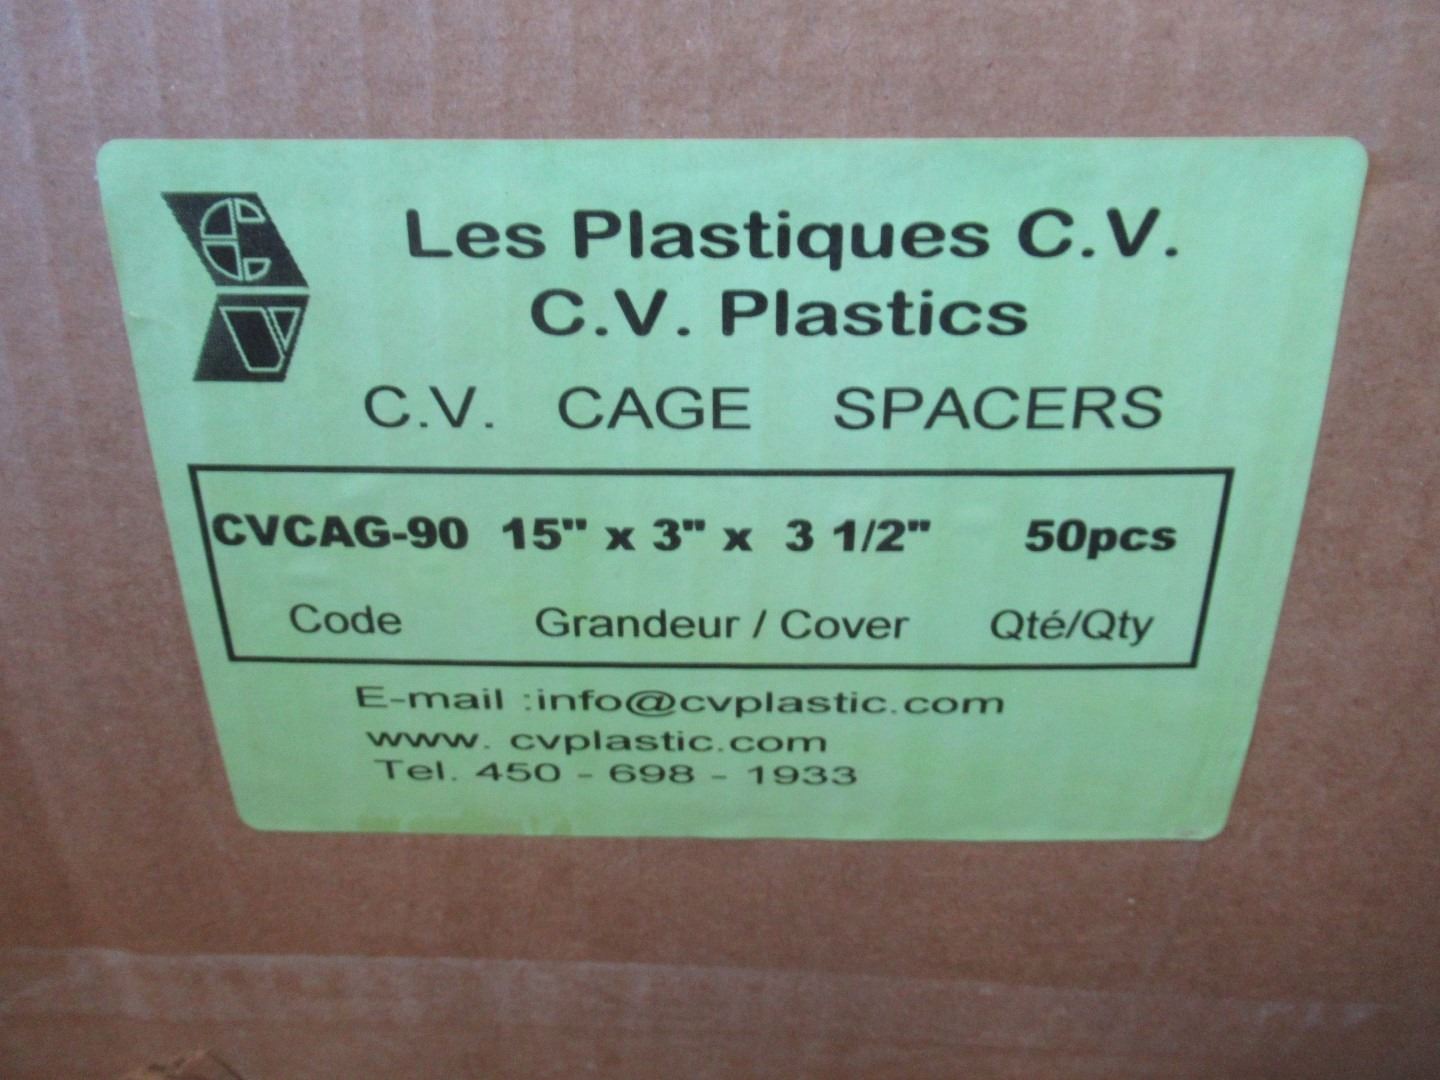 Les Plastiques C.V.
C.V. Plastics
C.V. CAGE SPACERS
CVCAG-90 15" x 3" x 3 1/2" 50pcs
Code Grandeur / Cover Qté/Qty
E-mail :info@cvplastic.com
www. cvplastic.com
Tel. 450 - 698 - 1933